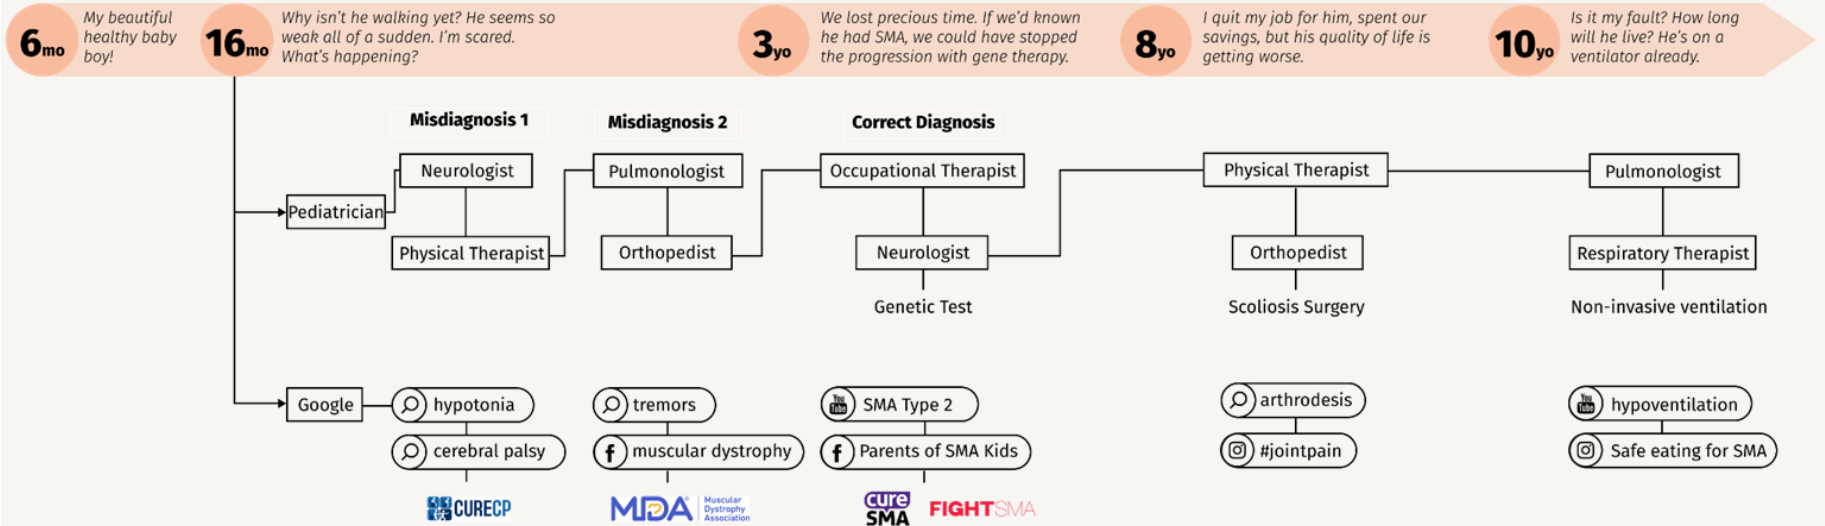 6mo
My beautiful
healthy baby
boy!
16mo
Why isn't he walking yet? He seems so
weak all of a sudden. I'm scared.
What's happening?
3yo
We lost precious time. If we'd known
he had SMA, we could have stopped
the progression with gene therapy.
8yo
I quit my job for him, spent our
savings, but his quality of life is
getting worse.
10yo
Is it my fault? How long
will he live? He's on a
ventilator already.
Misdiagnosis 1
Misdiagnosis 2
Correct Diagnosis
Pediatrician
Neurologist
Physical Therapist
Pulmonologist
Orthopedist
Occupational Therapist
Neurologist
Genetic Test
Physical Therapist
Orthopedist
Scoliosis Surgery
Pulmonologist
Respiratory Therapist
Non-invasive ventilation
Google
hypotonia
cerebral palsy
CURECP
tremors
f muscular dystrophy
MDA
Muscular
Dystrophy
Association
You
Tube
SMA Type 2
f Parents of SMA Kids
cure
SMA
FIGHTSMA
arthrodesis
#jointpain
You
Tube
hypoventilation
Safe eating for SMA